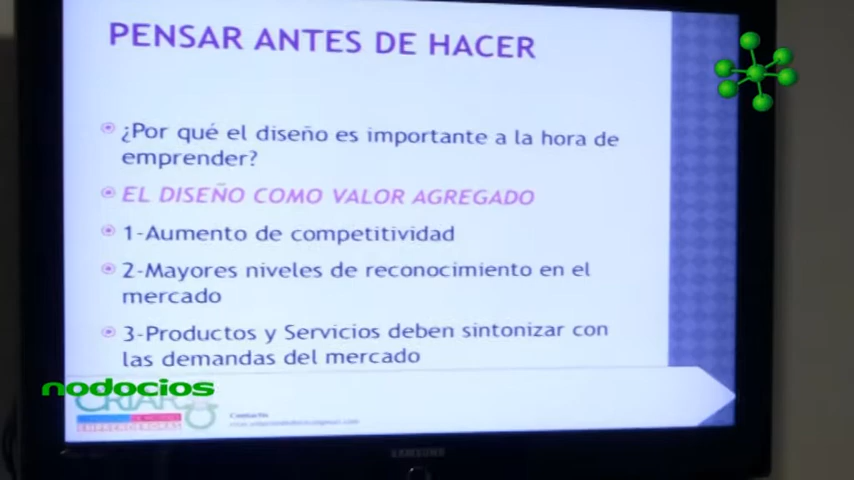 PENSAR ANTES DE HACER
¿Por qué el diseño es importante a la hora de
emprender?
EL DISEÑO COMO VALOR AGREGADO
1-Aumento de competitividad
2-Mayores niveles de reconocimiento en el
mercado
3-Productos y Servicios deben sintonizar con
las demandas del mercado
nodocios
Contacto
SAMSUNG